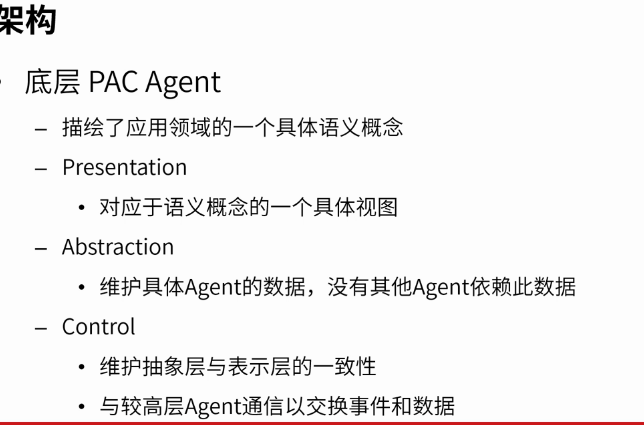 架构
• 底层 PAC Agent
– 描绘了应用领域的一个具体语义概念
– Presentation
• 对应于语义概念的一个具体视图
– Abstraction
• 维护具体Agent的数据，没有其他Agent依赖此数据
– Control
• 维护抽象层与表示层的一致性
• 与较高层Agent通信以交换事件和数据